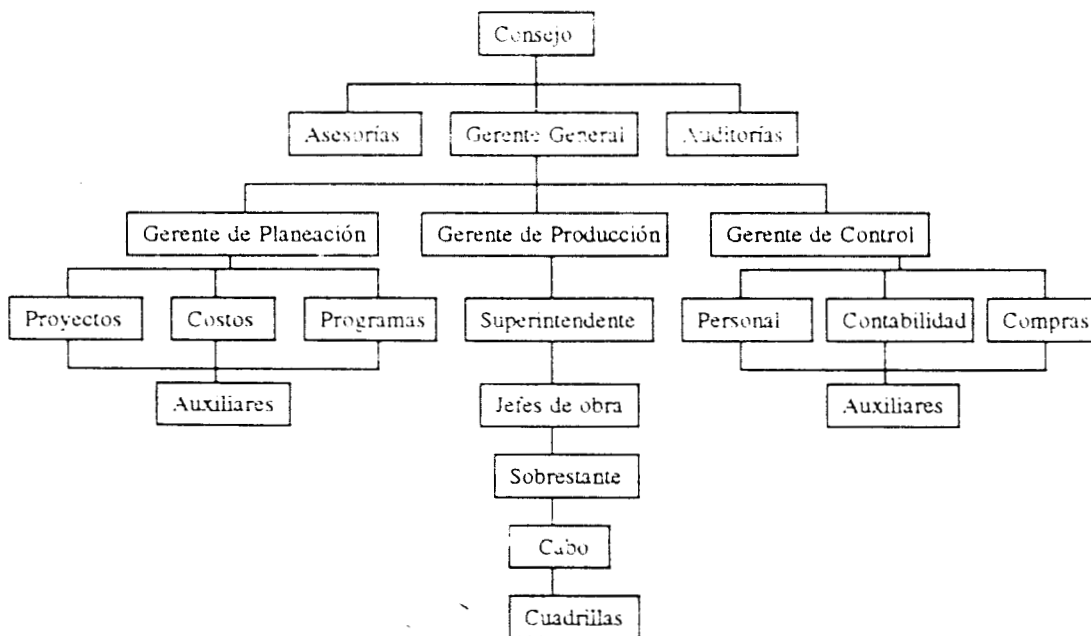 Consejo
Asesorías Gerente General Auditorías
Gerente de Planeación Gerente de Producción Gerente de Control
Proyectos Costos Programas Superintendente Personal Contabilidad Compras
Auxiliares Jefes de obra Auxiliares
Sobrestante
Cabo
Cuadrillas